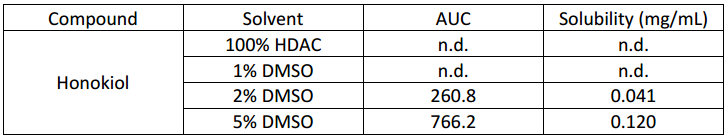 Compound Solvent AUC Solubility (mg/mL)
Honokiol 100% HDAC n.d. n.d.
1% DMSO n.d. n.d.
2% DMSO 260.8 0.041
5% DMSO 766.2 0.120